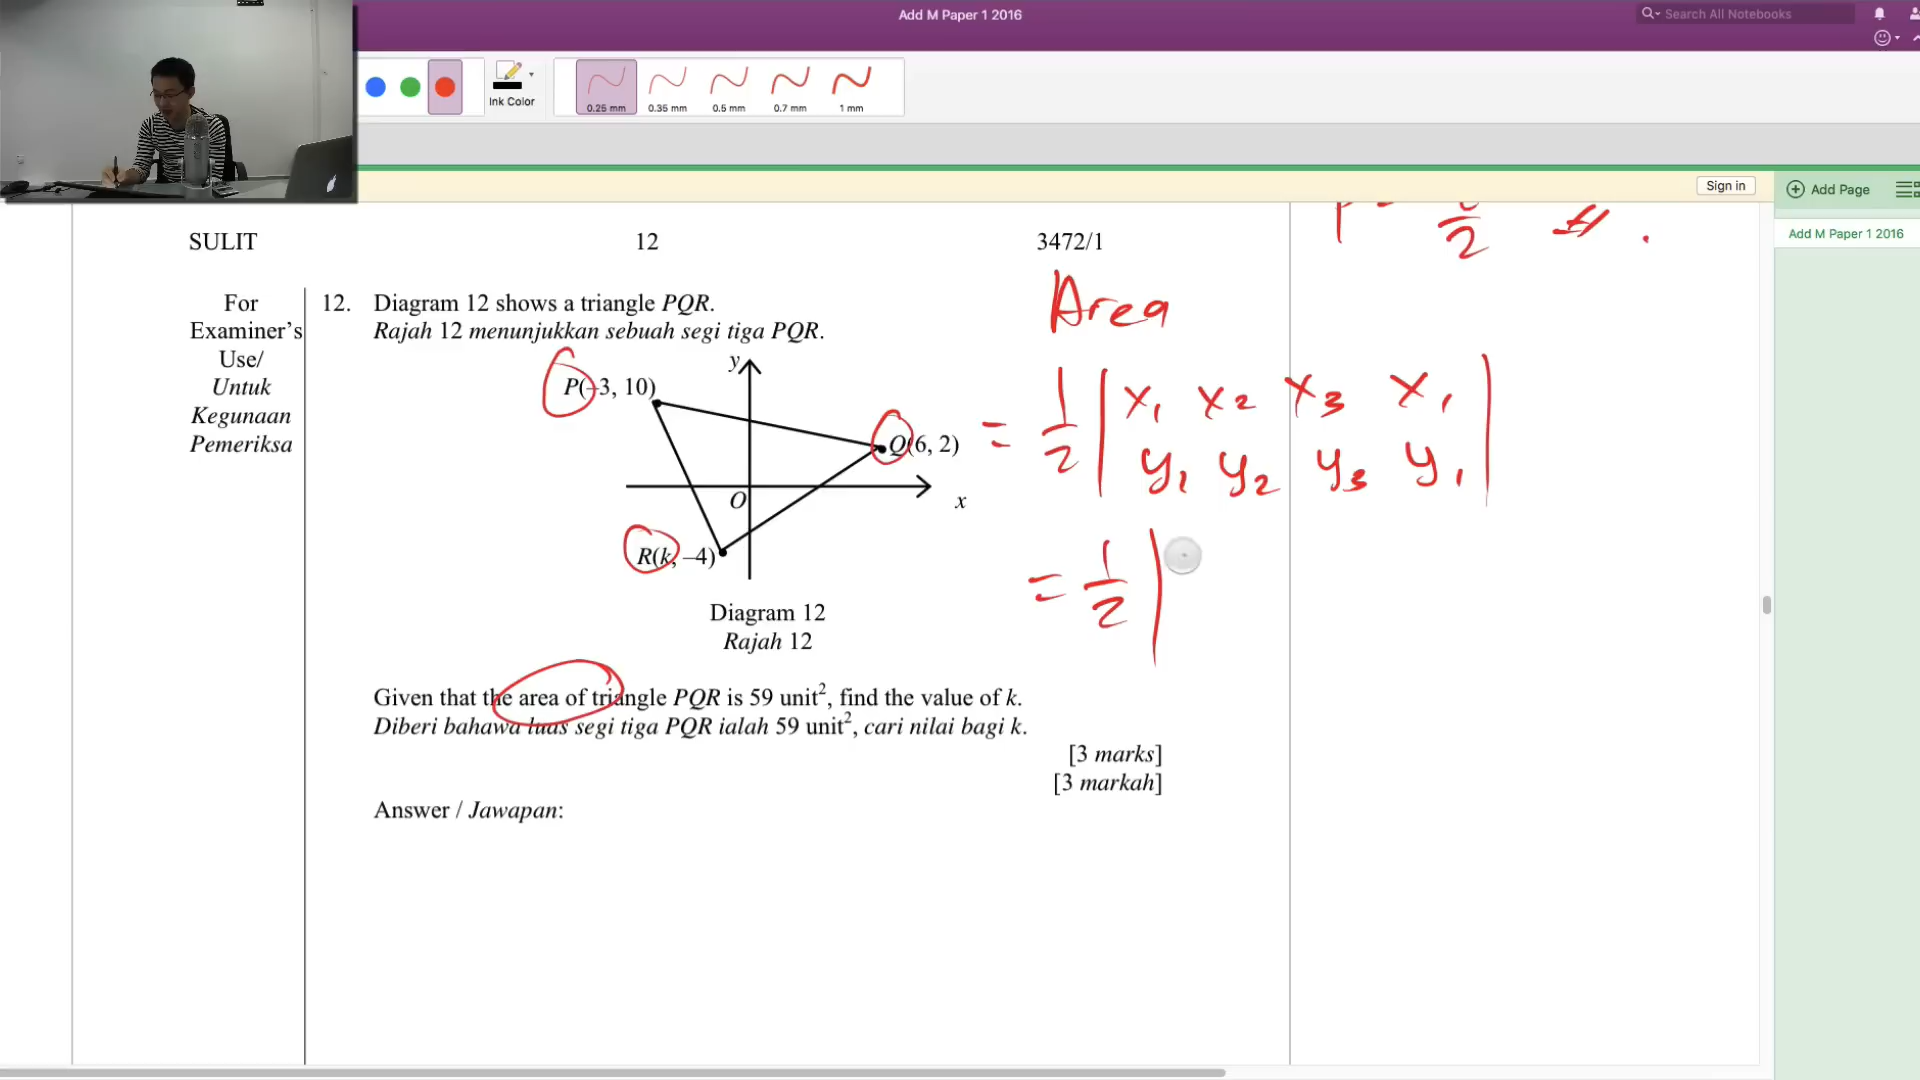 Add M Paper 1 2016
Search All Notebooks
Ink Color
0.25 mm
0.35 mm
0.5 mm
0.7 mm
1 mm
Sign in
Add Page
Add M Paper 1 2016
SULIT 12 3472/1
For
Examiner's
Use/
Untuk
Kegunaan
Pemeriksa
12. Diagram 12 shows a triangle PQR.
Rajah 12 menunjukkan sebuah segi tiga PQR.
y
P(–3, 10)
Q(6, 2)
O
x
R(k, –4)
Diagram 12
Rajah 12
Given that the area of triangle PQR is 59 unit², find the value of k.
Diberi bahawa luas segi tiga PQR ialah 59 unit², cari nilai bagi k.
[3 marks]
[3 markah]
Answer / Jawapan:
Area
= 1/2 | x₁ x₂ x₃ x₁ |
y₁ y₂ y₃ y₁
= 1/2 |